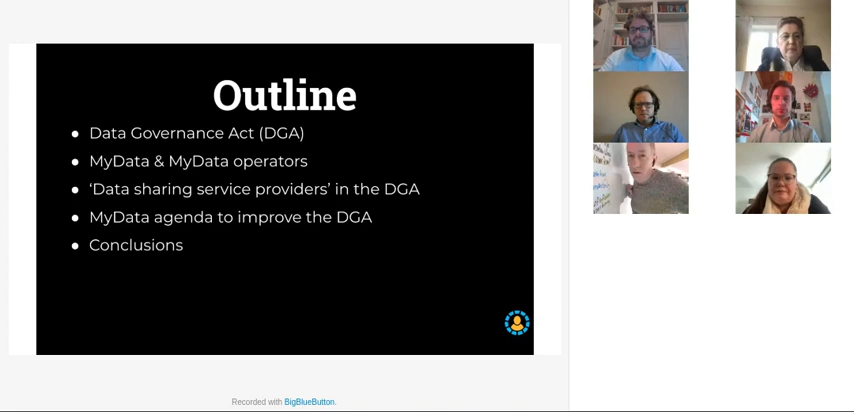 Outline
● Data Governance Act (DGA)
● MyData & MyData operators
● ‘Data sharing service providers’ in the DGA
● MyData agenda to improve the DGA
● Conclusions
Recorded with BigBlueButton.